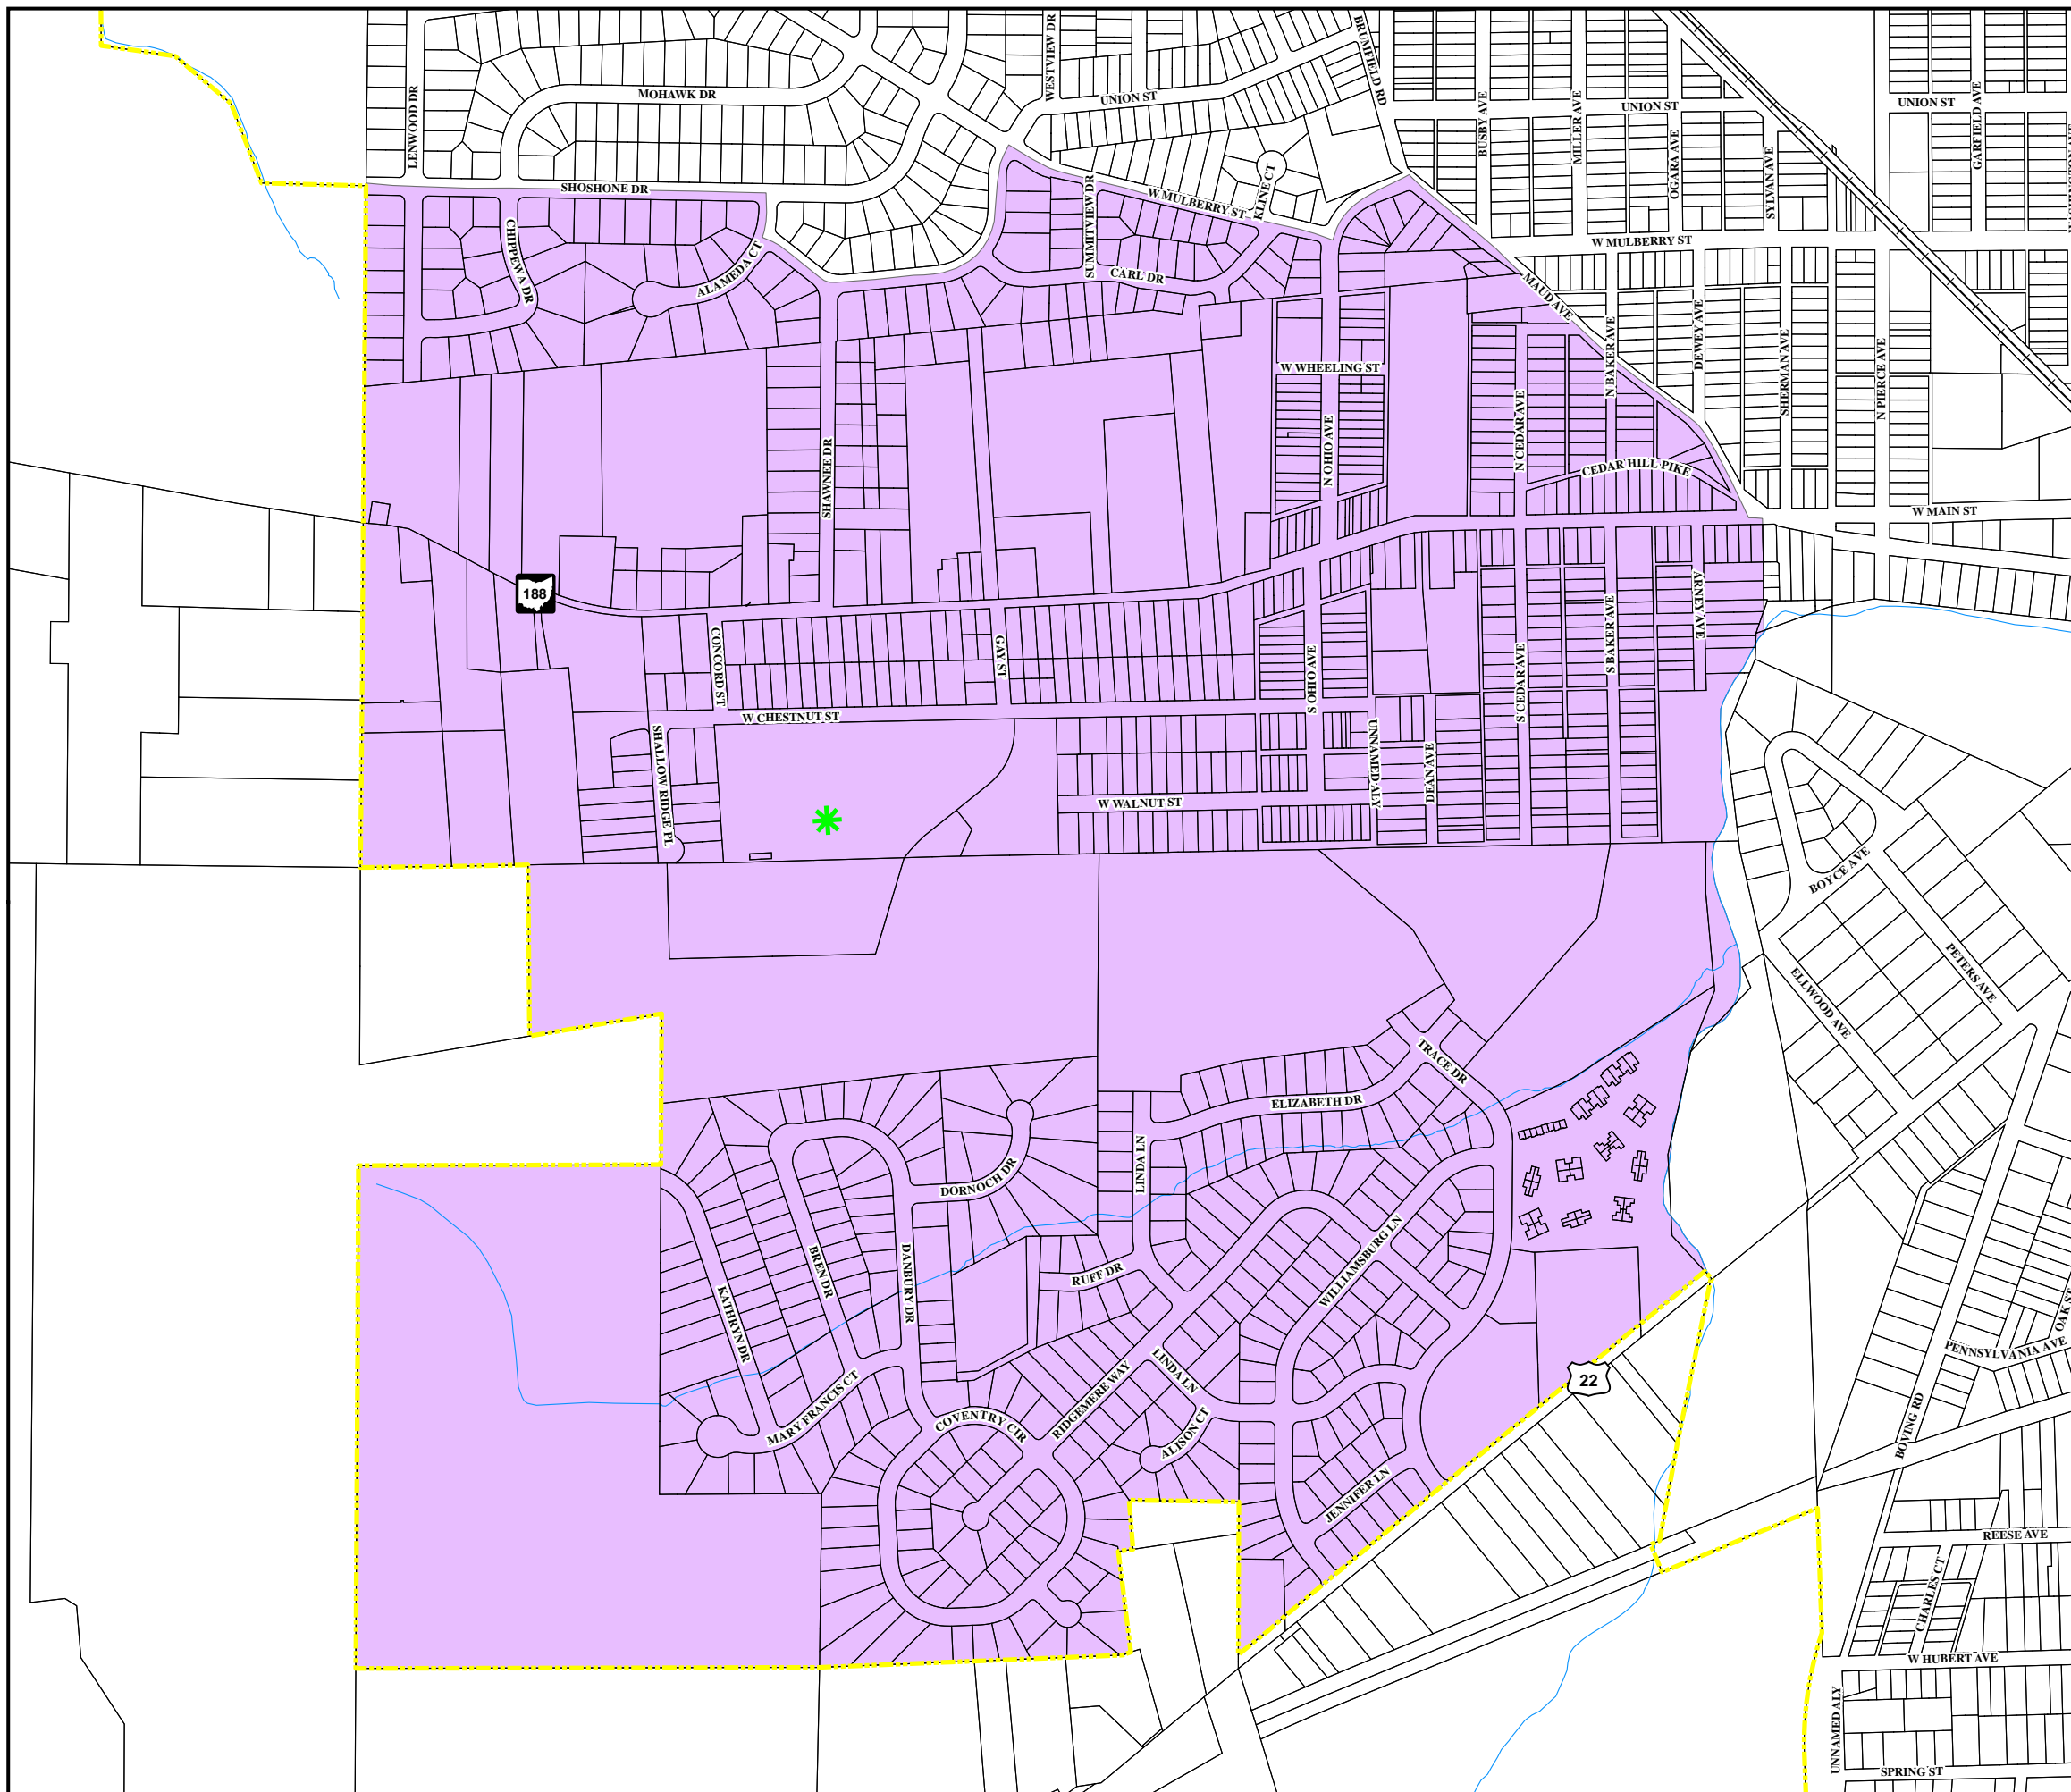 WESTVIEW DR
BRUMFIELD RD
LENWOOD DR
MOHAWK DR
UNION ST
BUSBY AVE
MILLER AVE
UNION ST
OGARA AVE
SYLVAN AVE
UNION ST
GARFIELD AVE
SHOSHONE DR
SUMMITVIEW DR
W MULBERRY ST
KLINE CT
W MULBERRY ST
CHIPPEWA DR
ALAMEDA CT
CARL DR
MAUD AVE
N BAKER AVE
DEWEY AVE
SHERMAN AVE
N PIERCE AVE
W WHEELING ST
SHAWNEE DR
N OHIO AVE
N CEDAR AVE
CEDAR HILL PIKE
W MAIN ST
188
CONCORD ST
GAY ST
S OHIO AVE
S CEDAR AVE
S BAKER AVE
ARNEY AVE
W CHESTNUT ST
SHALLOW RIDGE PL
UNNAMED ALY
DEAN AVE
W WALNUT ST
BOYCE AVE
PETERS AVE
ELLWOOD AVE
TRACE DR
ELIZABETH DR
LINDA LN
DORNOCH DR
BREN DR
DANBURY DR
RUFF DR
WILLIAMSBURG LN
KATHRYN DR
OAK ST
PENNSYLVANIA AVE
22
LINDA LN
RIDGEMERE WAY
MARY FRANCIS CT
COVENTRY CIR
ALISON CT
BOVING RD
JENNIFER LN
REESE AVE
CHARLES CT
W HUBERT AVE
UNNAMED ALY
SPRING ST